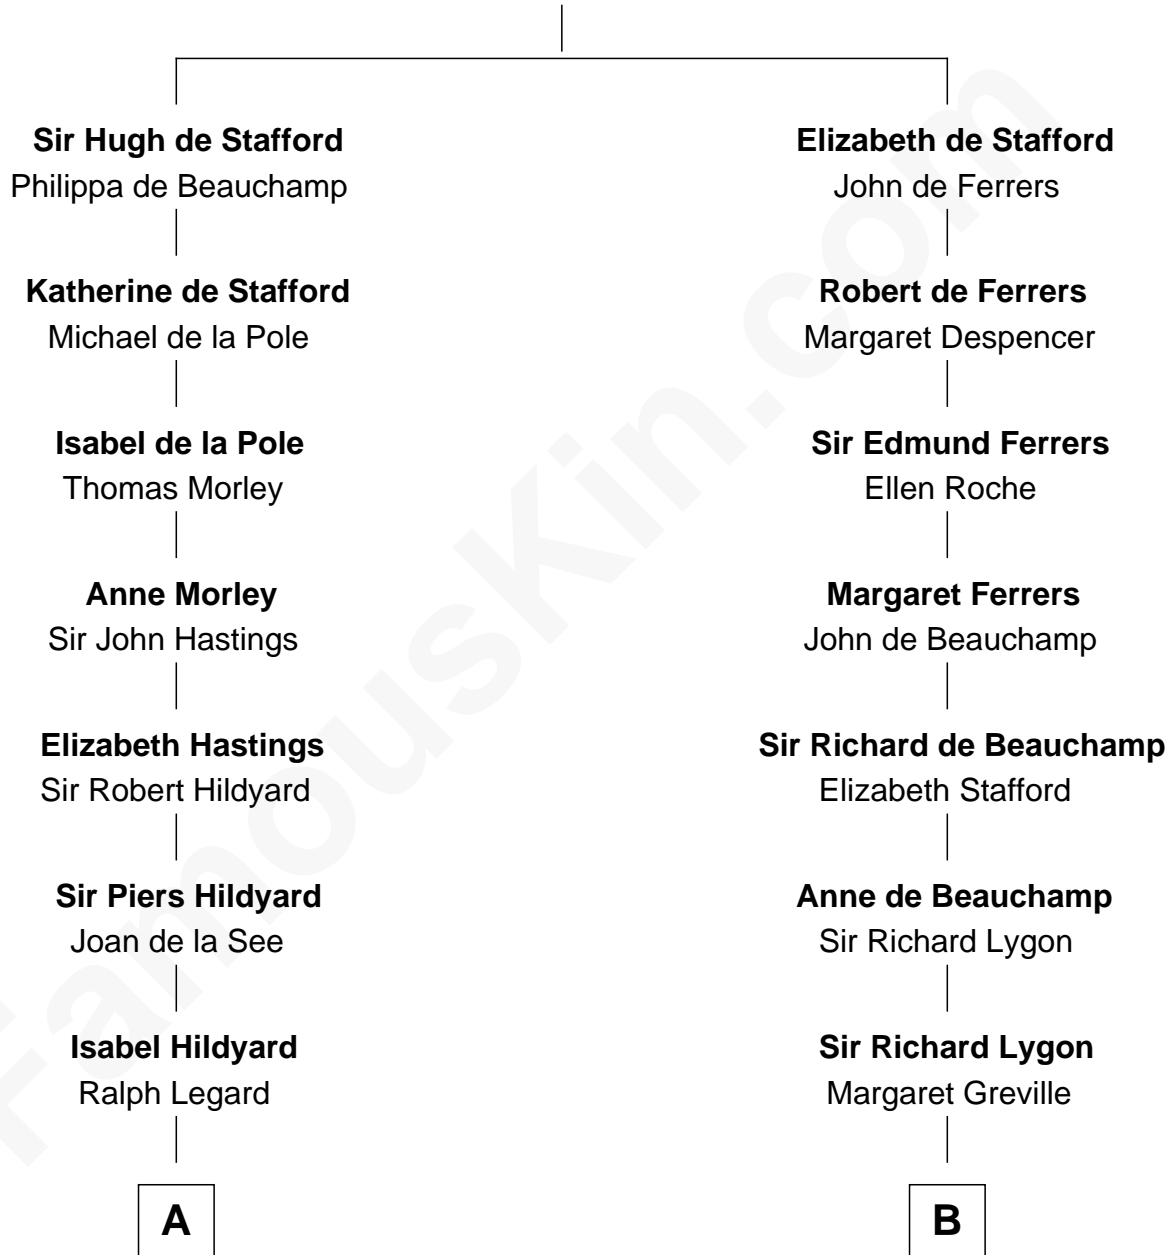 Sir Hugh de Stafford
Philippa de Beauchamp
Elizabeth de Stafford
John de Ferrers
Katherine de Stafford
Michael de la Pole
Robert de Ferrers
Margaret Despencer
Isabel de la Pole
Thomas Morley
Sir Edmund Ferrers
Ellen Roche
Anne Morley
Sir John Hastings
Margaret Ferrers
John de Beauchamp
Elizabeth Hastings
Sir Robert Hildyard
Sir Richard de Beauchamp
Elizabeth Stafford
Sir Piers Hildyard
Joan de la See
Anne de Beauchamp
Sir Richard Lygon
Isabel Hildyard
Ralph Legard
Sir Richard Lygon
Margaret Greville
A
B
FamousKin.com